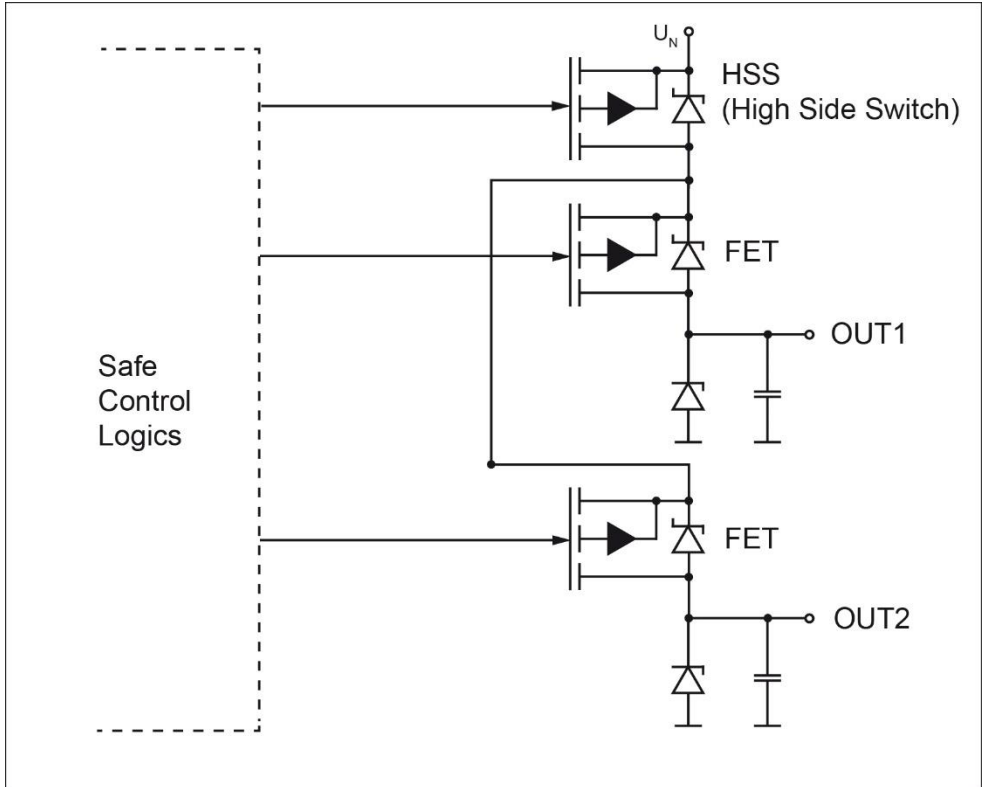 U_N
HSS
(High Side Switch)
FET
OUT1
Safe
Control
Logics
FET
OUT2